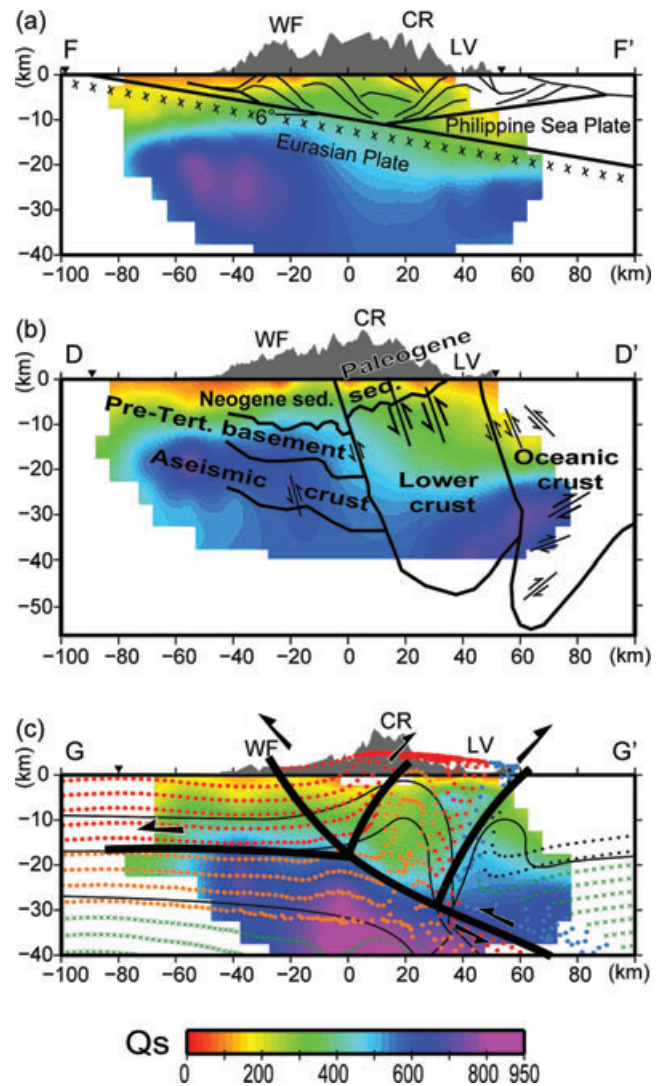 (a)
WF CR LV
F F'
(km)
0
-10
-20
-30
-40
6°
Eurasian Plate
Philippine Sea Plate
-100 -80 -60 -40 -20 0 20 40 60 80 (km)
(b)
WF CR LV
D D'
(km)
0
-10
-20
-30
-40
-50
Neogene sed.
Paleogene
sed.
Pre-Tert. basement
Aseismic
crust
Lower
crust
Oceanic
crust
-100 -80 -60 -40 -20 0 20 40 60 80 (km)
(c)
WF CR LV
G G'
(km)
0
-10
-20
-30
-40
-100 -80 -60 -40 -20 0 20 40 60 80 (km)
Qs
0 200 400 600 800 950